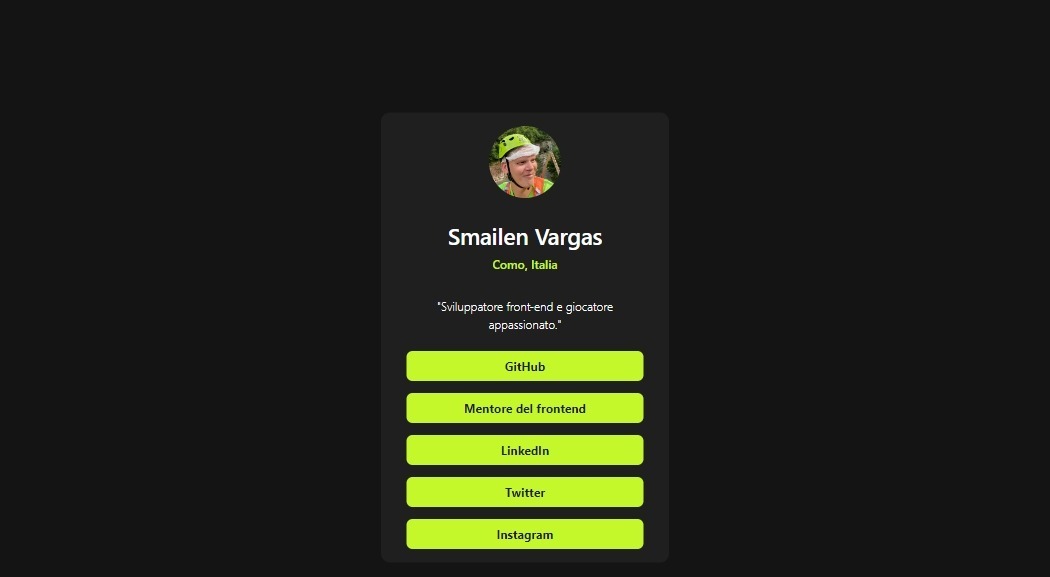 Smailen Vargas
Como, Italia
"Sviluppatore front-end e giocatore
appassionato."
GitHub
Mentore del frontend
LinkedIn
Twitter
Instagram